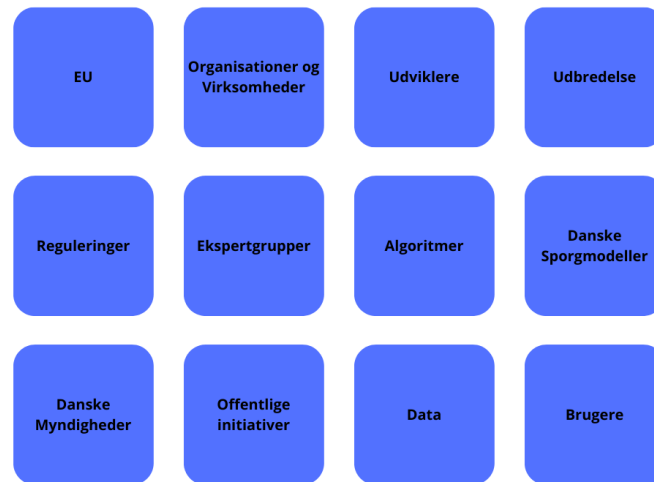 EU
Organisationer og
Virksomheder
Udviklere
Udbredelse
Reguleringer
Ekspertgrupper
Algoritmer
Danske
Sporgmodeller
Danske
Myndigheder
Offentlige
initiativer
Data
Brugere